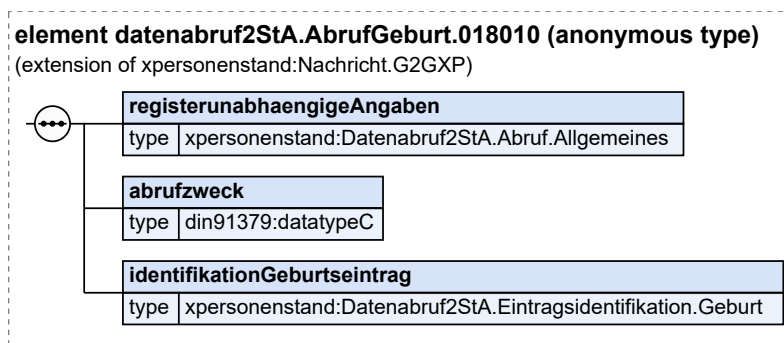 element datenabruf2StA.AbrufGeburt.018010 (anonymous type)
(extension of xpersonenstand:Nachricht.G2GXP)
registerunabhaengigeAngaben
type xpersonenstand:Datenabruf2StA.Abruf.Allgemeines
abrufzweck
type din91379:datatypeC
identifikationGeburtseintrag
type xpersonenstand:Datenabruf2StA.Eintragsidentifikation.Geburt